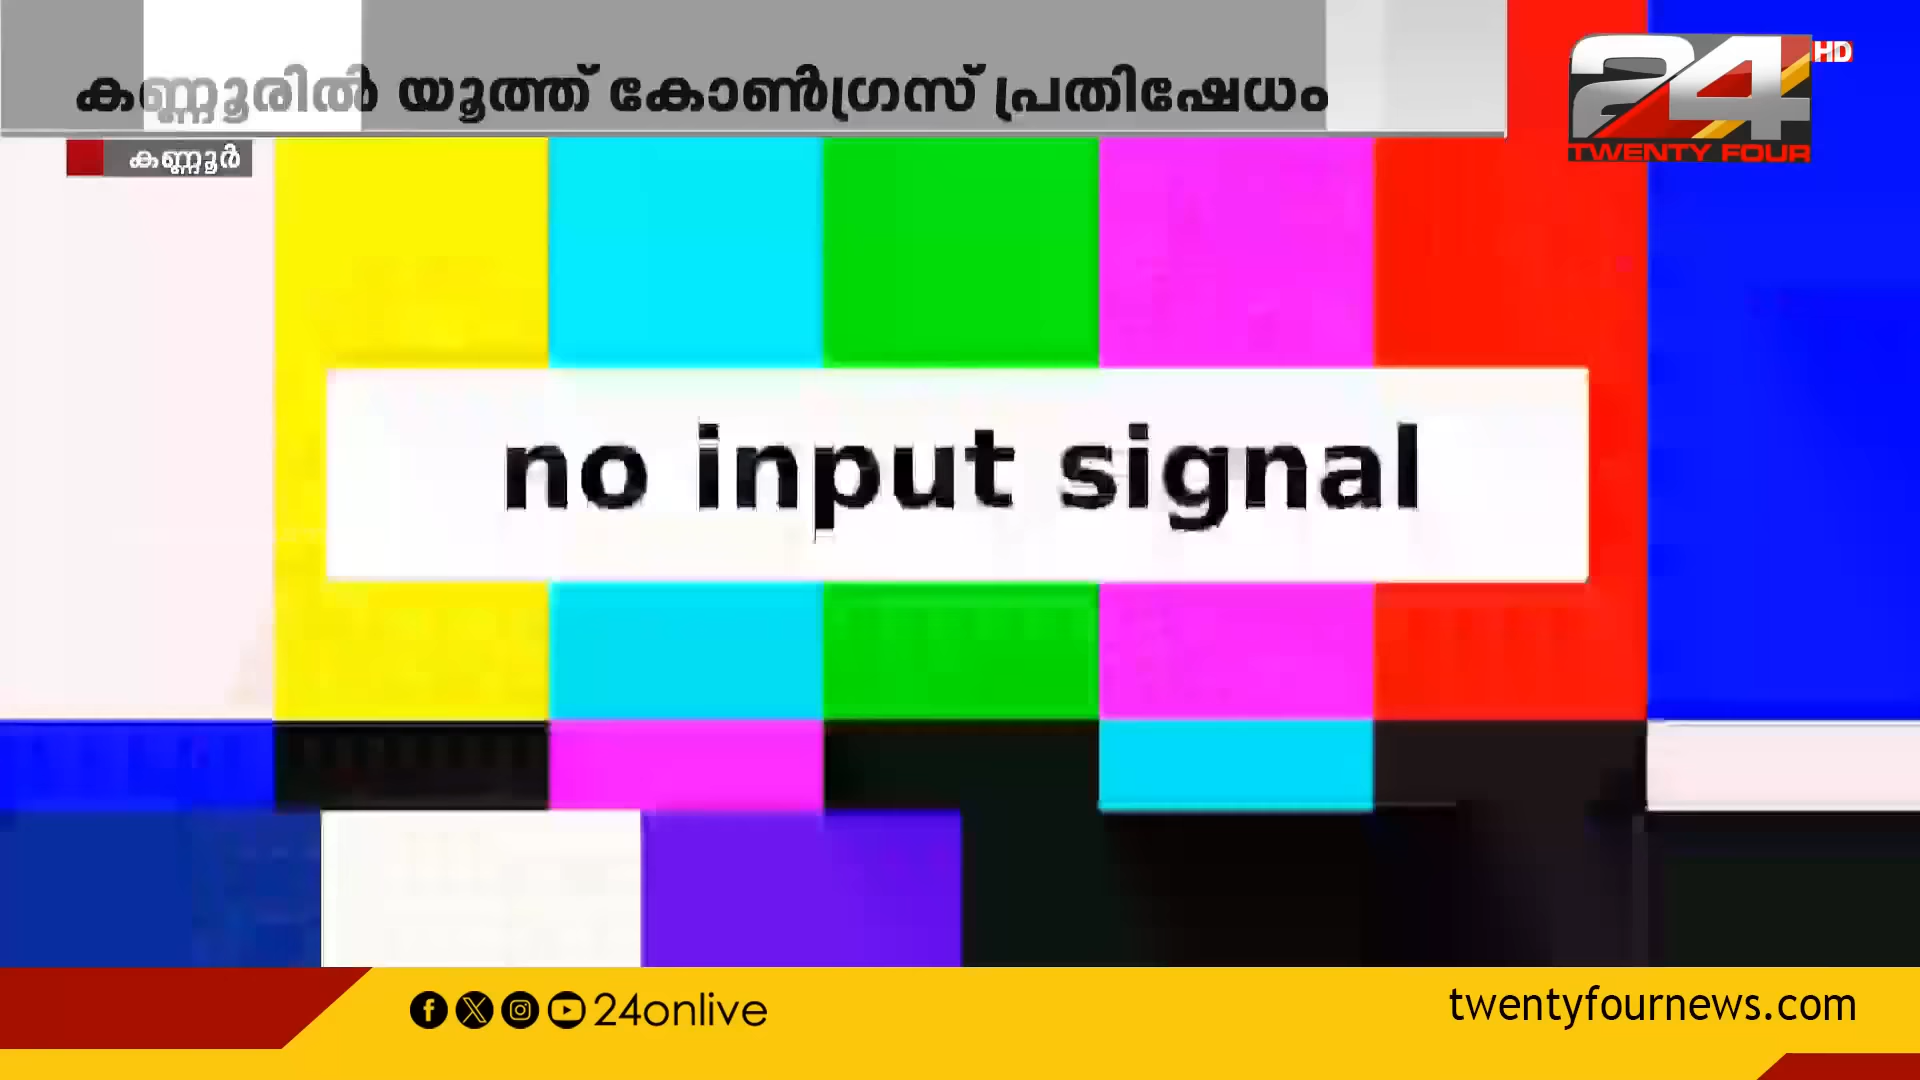 കണ്ണൂരിൽ യൂത്ത് കോൺഗ്രസ് പ്രതിഷേധം
24 HD
TWENTY FOUR
കണ്ണൂർ
no input signal
24onlive
twentyfournews.com